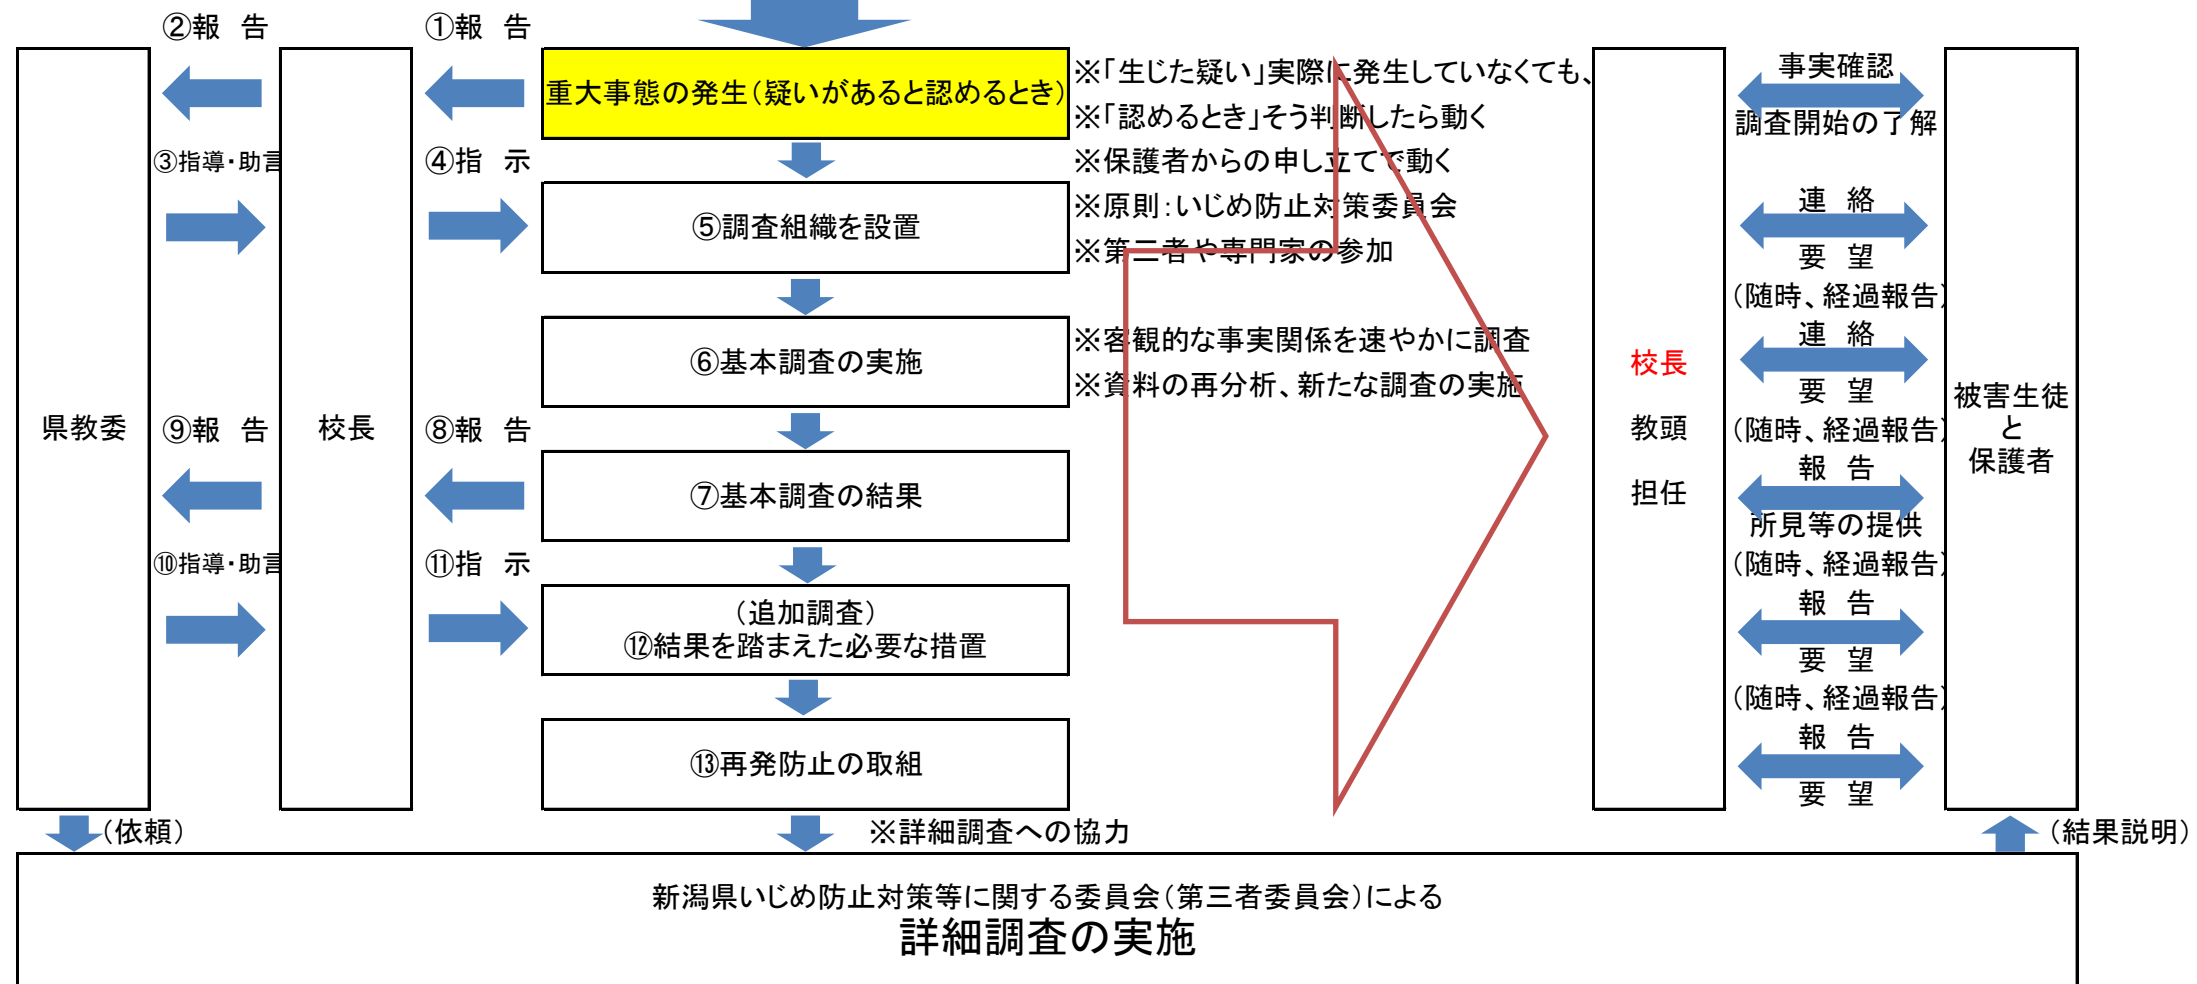 ②報　告
①報　告
重大事態の発生（疑いがあると認めるとき）
※「生じた疑い」実際に発生していなくても、
※「認めるとき」そう判断したら動く
※保護者からの申し立てで動く
※原則：いじめ防止対策委員会
※第三者や専門家の参加
③指導・助言
④指　示
⑤調査組織を設置
⑥基本調査の実施
※客観的な事実関係を速やかに調査
※資料の再分析、新たな調査の実施
県教委
⑨報　告
校長
⑧報　告
⑦基本調査の結果
⑩指導・助言
⑪指　示
（追加調査）
⑫結果を踏まえた必要な措置
⑬再発防止の取組
校長
教頭
担任
事実確認
調査開始の了解
連　絡
要　望
（随時、経過報告）
連　絡
要　望
（随時、経過報告）
報　告
所見等の提供
（随時、経過報告）
報　告
要　望
（随時、経過報告）
報　告
要　望
被害生徒
と
保護者
（依頼）
※詳細調査への協力
（結果説明）
新潟県いじめ防止対策等に関する委員会（第三者委員会）による
詳細調査の実施